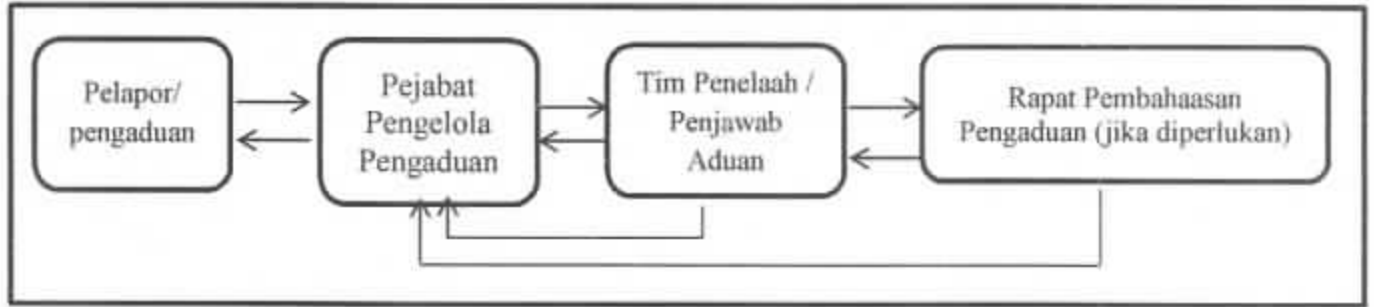 Pelapor/
pengaduan
Pejabat
Pengelola
Pengaduan
Tim Penelaah /
Penjawab
Aduan
Rapat Pembahaasan
Pengaduan (jika diperlukan)